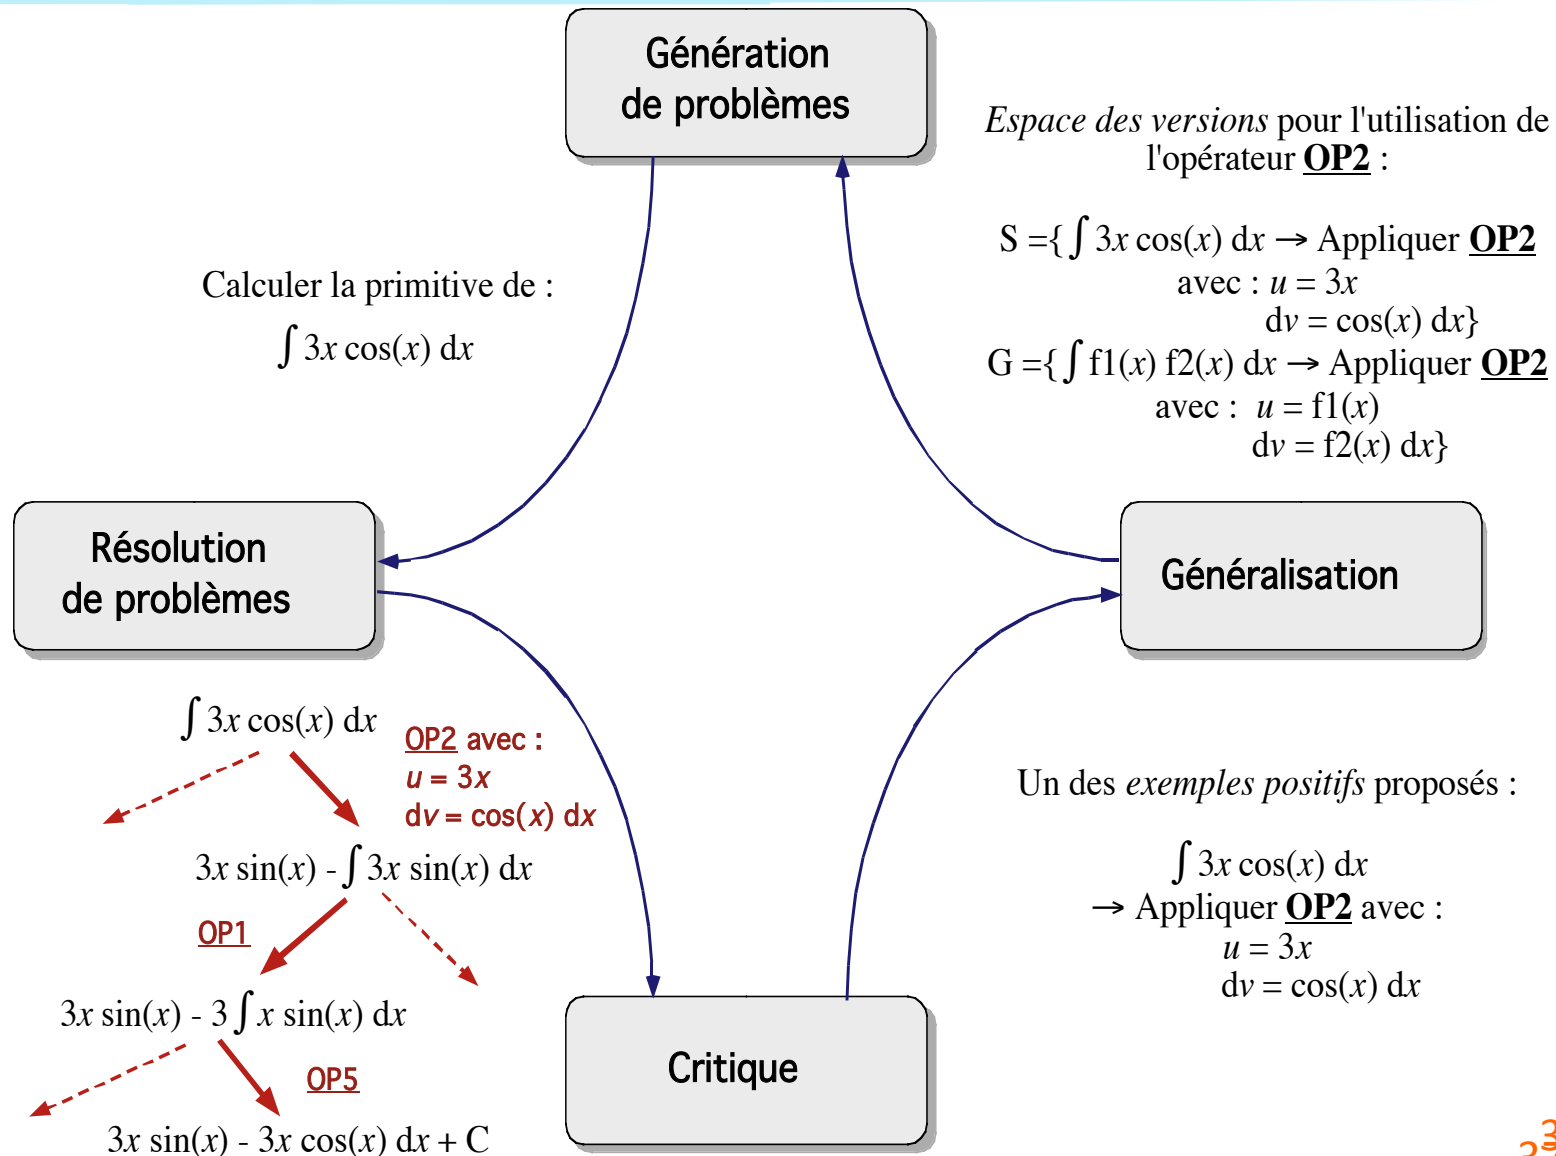 Génération
de problèmes
Espace des versions pour l'utilisation de
l'opérateur OP2 :
S ={∫ 3x cos(x) dx → Appliquer OP2
avec : u = 3x
dv = cos(x) dx}
G ={∫ f1(x) f2(x) dx → Appliquer OP2
avec : u = f1(x)
dv = f2(x) dx}
Calculer la primitive de :
∫ 3x cos(x) dx
Résolution
de problèmes
Généralisation
∫ 3x cos(x) dx
OP2 avec :
u = 3x
dv = cos(x) dx
3x sin(x) - ∫ 3x sin(x) dx
OP1
3x sin(x) - 3 ∫ x sin(x) dx
OP5
3x sin(x) - 3x cos(x) dx + C
Un des exemples positifs proposés :
∫ 3x cos(x) dx
→ Appliquer OP2 avec :
u = 3x
dv = cos(x) dx
Critique